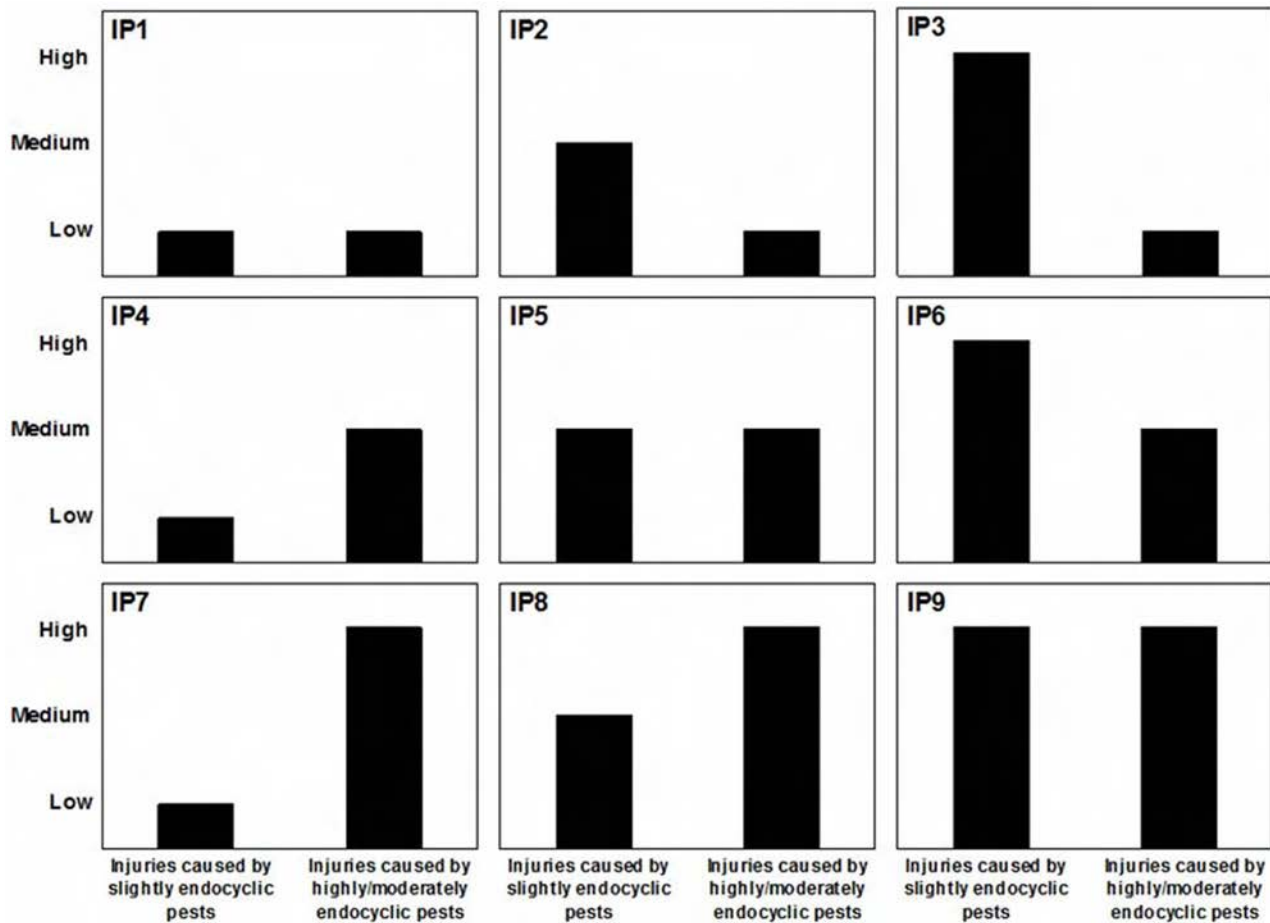 IP1
IP2
IP3
High
Medium
Low
IP4
IP5
IP6
High
Medium
Low
IP7
IP8
IP9
High
Medium
Low
Injuries caused by
slightly endocyclic
pests
Injuries caused by
highly/moderately
endocyclic pests
Injuries caused by
slightly endocyclic
pests
Injuries caused by
highly/moderately
endocyclic pests
Injuries caused by
slightly endocyclic
pests
Injuries caused by
highly/moderately
endocyclic pests